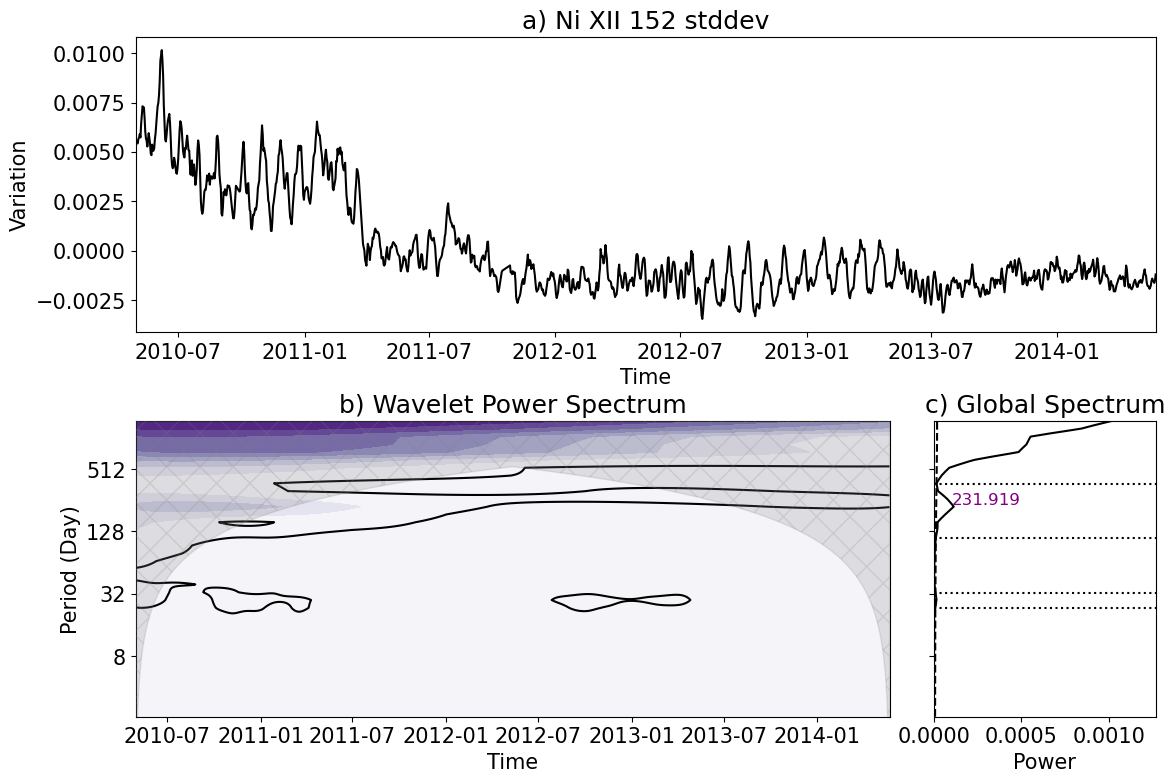 a) Ni XII 152 stddev
0.0100
0.0075
0.0050
0.0025
0.0000
−0.0025
Variation
2010-07 2011-01 2011-07 2012-01 2012-07 2013-01 2013-07 2014-01
Time
b) Wavelet Power Spectrum
512
128
32
8
Period (Day)
2010-07 2011-01 2011-07 2012-01 2012-07 2013-01 2013-07 2014-01
Time
c) Global Spectrum
231.919
0.0000 0.0005 0.0010
Power